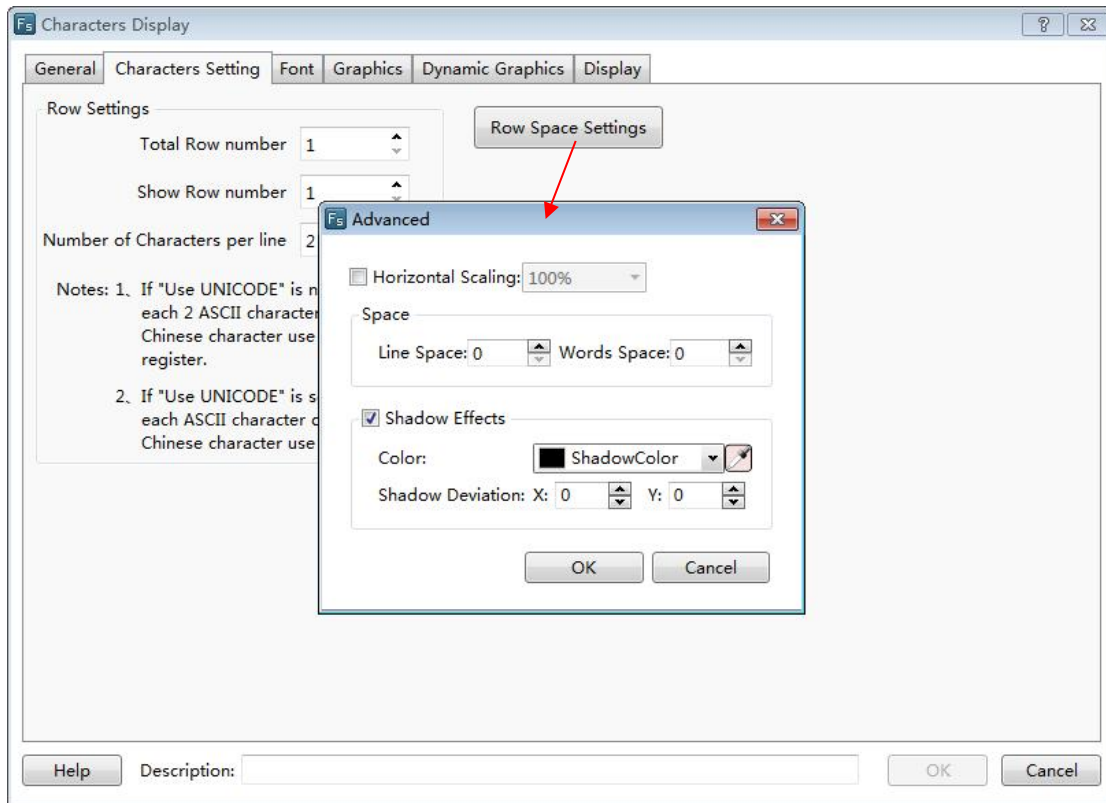 Fs Characters Display
General Characters Setting Font Graphics Dynamic Graphics Display
Row Settings
Row Space Settings
Total Row number 1
Show Row number 1
Number of Characters per line 2
Notes: 1、If "Use UNICODE" is n
each 2 ASCII character
Chinese character use
register.
2、If "Use UNICODE" is s
each ASCII character
Chinese character use
Fs Advanced
Horizontal Scaling: 100%
Space
Line Space: 0 Words Space: 0
Shadow Effects
Color: ShadowColor
Shadow Deviation: X: 0 Y: 0
OK Cancel
Help Description: OK Cancel